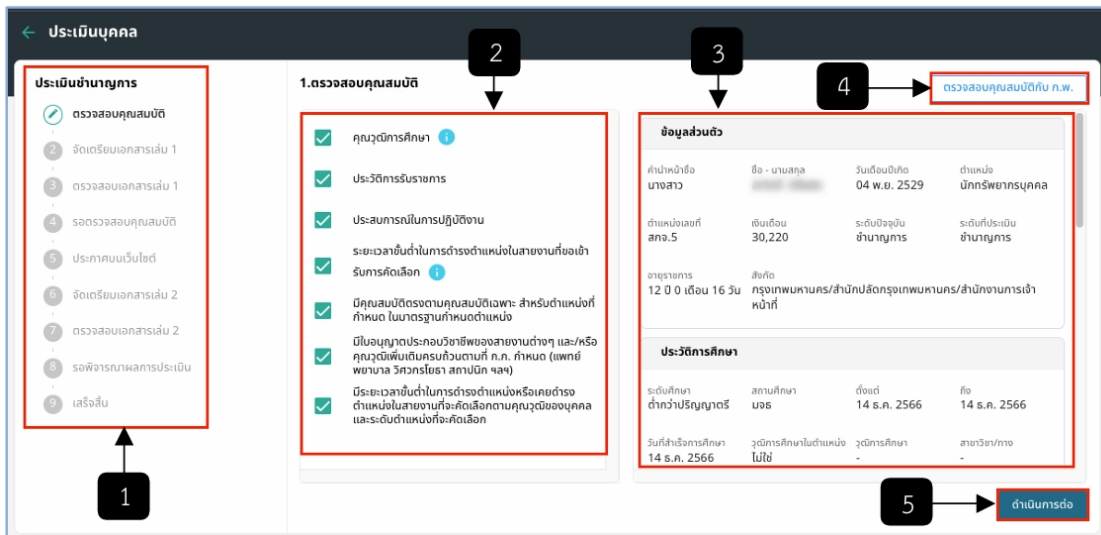 ← ประเมินบุคคล
ประเมินชำนาญการ
ตรวจสอบคุณสมบัติ
2 จัดเตรียมเอกสารเล่ม 1
3 ตรวจสอบเอกสารเล่ม 1
4 รอตรวจสอบคุณสมบัติ
5 ประกาศบนเว็บไซต์
6 จัดเตรียมเอกสารเล่ม 2
7 ตรวจสอบเอกสารเล่ม 2
8 รอพิจารณาผลการประเมิน
9 เสร็จสิ้น
1
1.ตรวจสอบคุณสมบัติ
2
คุณวุฒิการศึกษา i
ประวัติการรับราชการ
ประสบการณ์ในการปฏิบัติงาน
ระยะเวลาขั้นต่ำในการดำรงตำแหน่งในสายงานที่ขอเข้า
รับการคัดเลือก i
มีคุณสมบัติตรงตามคุณสมบัติเฉพาะ สำหรับตำแหน่งที่
กำหนด ในมาตรฐานกำหนดตำแหน่ง
มีใบอนุญาตประกอบวิชาชีพของสายงานต่างๆ และ/หรือ
คุณวุฒิเพิ่มเติมครบถ้วนตามที่ ก.ก. กำหนด (แพทย์
พยาบาล วิศวกรโยธา สถาปนิก ฯลฯ)
มีระยะเวลาขั้นต่ำในการดำรงตำแหน่งหรือเคยดำรง
ตำแหน่งในสายงานที่จะคัดเลือกตามคุณวุฒิของบุคคล
และระดับตำแหน่งที่จะคัดเลือก
3
4
ตรวจสอบคุณสมบัติกับ ก.พ.
ข้อมูลส่วนตัว
คำนำหน้าชื่อ ชื่อ - นามสกุล วันเดือนปีเกิด ตำแหน่ง
นางสาว 04 พ.ย. 2529 นักทรัพยากรบุคคล
ตำแหน่งเลขที่ เงินเดือน ระดับปัจจุบัน ระดับที่ประเมิน
สกจ.5 30,220 ชำนาญการ ชำนาญการ
อายุราชการ สังกัด
12 ปี 0 เดือน 16 วัน กรุงเทพมหานคร/สำนักปลัดกรุงเทพมหานคร/สำนักงานการเจ้า
หน้าที่
ประวัติการศึกษา
ระดับศึกษา สถานศึกษา ตั้งแต่ ถึง
ต่ำกว่าปริญญาตรี มจธ 14 ธ.ค. 2566 14 ธ.ค. 2566
วันที่สำเร็จการศึกษา วุฒิการศึกษาในตำแหน่ง วุฒิการศึกษา สาขาวิชา/ทาง
14 ธ.ค. 2566 ไม่ใช่ - -
5
ดำเนินการต่อ